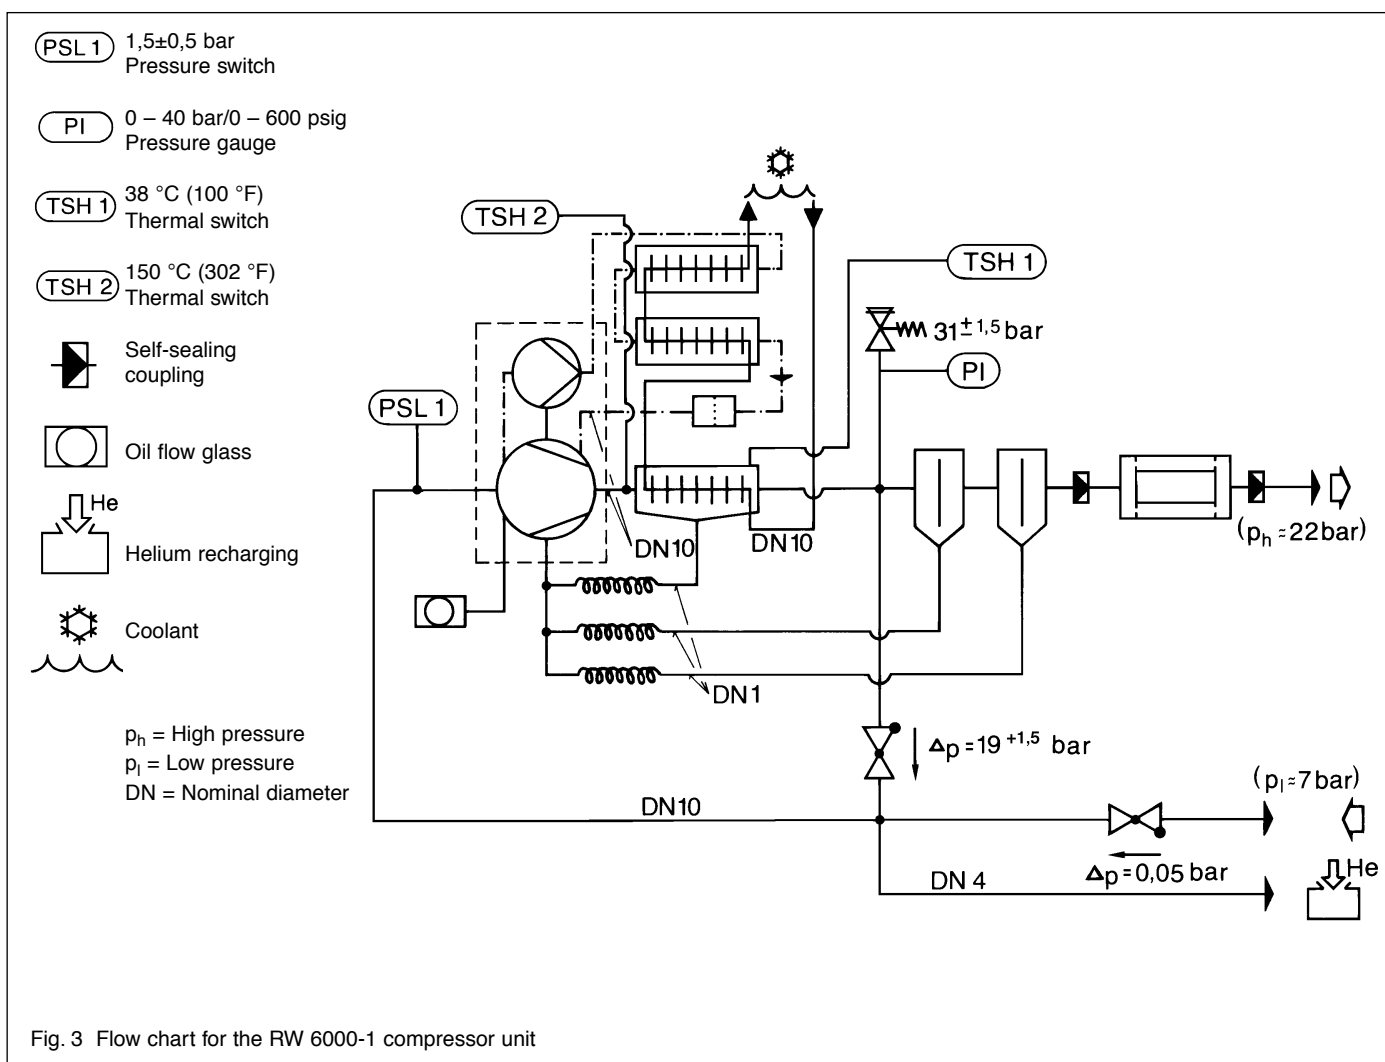 PSL 1
1,5±0,5 bar
Pressure switch
PI
0 – 40 bar/0 – 600 psig
Pressure gauge
TSH 1
38 °C (100 °F)
Thermal switch
TSH 2
150 °C (302 °F)
Thermal switch
Self-sealing
coupling
Oil flow glass
He
Helium recharging
Coolant
pₕ = High pressure
pₗ = Low pressure
DN = Nominal diameter
TSH 2
TSH 1
31 ± 1,5 bar
PI
PSL 1
DN10
DN10
(pₕ ≈ 22 bar)
DN1
Δp = 19 +1,5 bar
(pₗ ≈ 7 bar)
DN10
Δp = 0,05 bar
He
DN 4
Fig. 3 Flow chart for the RW 6000-1 compressor unit